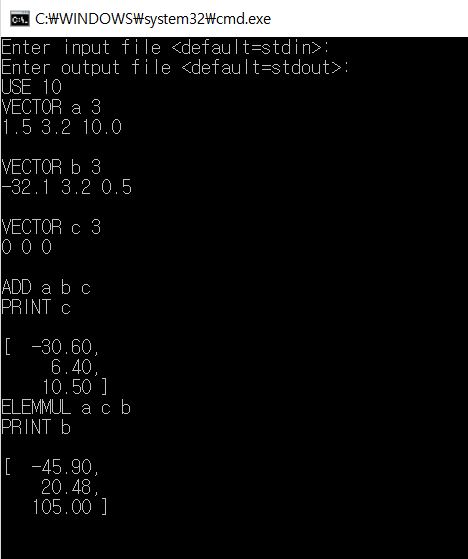 C:₩WINDOWS₩system32₩cmd.exe
Enter input file <default=stdin>:
Enter output file <default=stdout>:
USE 10
VECTOR a 3
1.5 3.2 10.0
VECTOR b 3
-32.1 3.2 0.5
VECTOR c 3
0 0 0
ADD a b c
PRINT c
[  -30.60,
6.40,
10.50 ]
ELEMMUL a c b
PRINT b
[  -45.90,
20.48,
105.00 ]